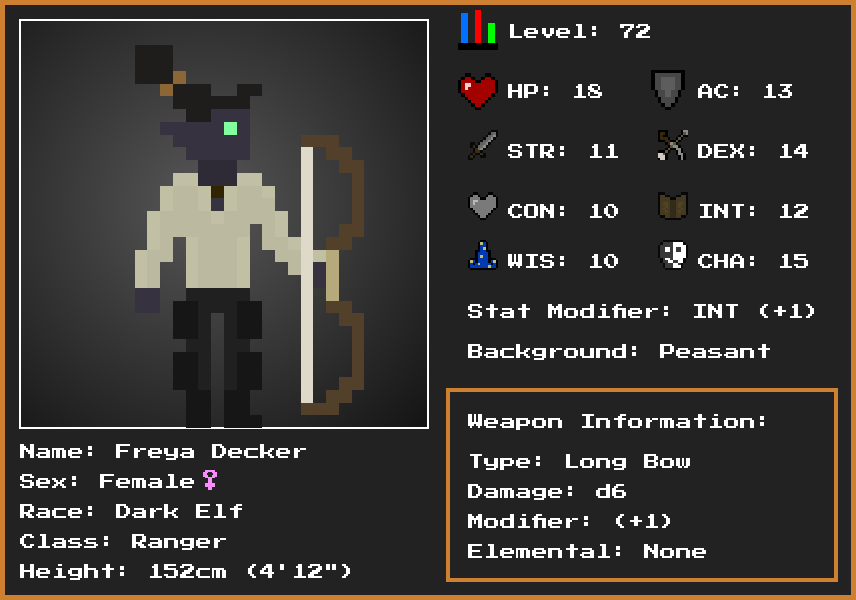 Level: 72
HP: 18
AC: 13
STR: 11
DEX: 14
CON: 10
INT: 12
WIS: 10
CHA: 15
Stat Modifier: INT (+1)
Background: Peasant
Weapon Information:
Type: Long Bow
Damage: d6
Modifier: (+1)
Elemental: None
Name: Freya Decker
Sex: Female♀
Race: Dark Elf
Class: Ranger
Height: 152cm (4'12")